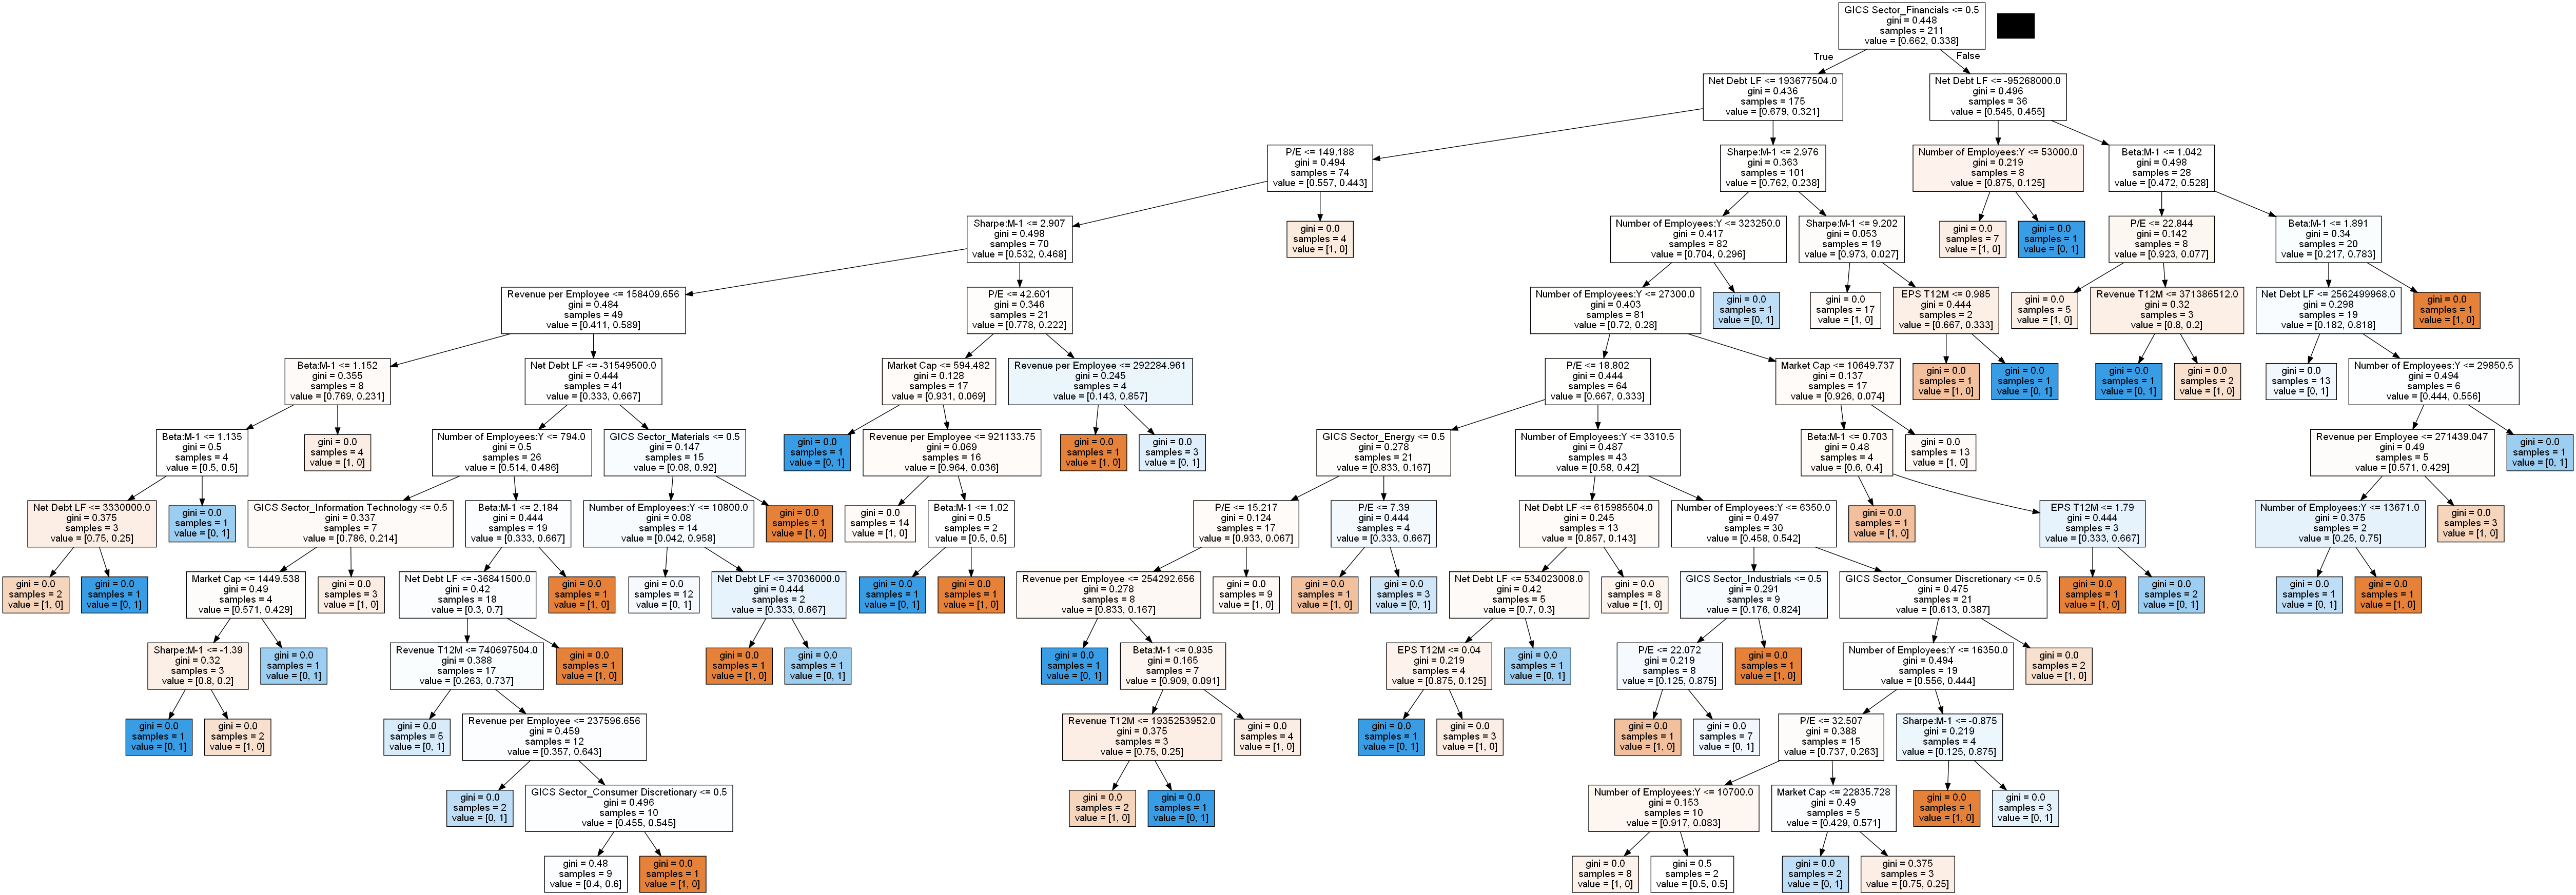 GICS Sector_Financials <= 0.5
gini = 0.448
samples = 211
value = [0.662, 0.338]
True
False
Net Debt LF <= 193677504.0
gini = 0.436
samples = 175
value = [0.679, 0.321]
Net Debt LF <= -95268000.0
gini = 0.496
samples = 36
value = [0.545, 0.455]
P/E <= 149.188
gini = 0.494
samples = 74
value = [0.557, 0.443]
Sharpe:M-1 <= 2.976
gini = 0.363
samples = 101
value = [0.762, 0.238]
Number of Employees:Y <= 53000.0
gini = 0.219
samples = 8
value = [0.875, 0.125]
Beta:M-1 <= 1.042
gini = 0.498
samples = 28
value = [0.472, 0.528]
Sharpe:M-1 <= 2.907
gini = 0.498
samples = 70
value = [0.532, 0.468]
gini = 0.0
samples = 4
value = [1, 0]
Number of Employees:Y <= 323250.0
gini = 0.417
samples = 82
value = [0.704, 0.296]
Sharpe:M-1 <= 9.202
gini = 0.053
samples = 19
value = [0.973, 0.027]
gini = 0.0
samples = 7
value = [1, 0]
gini = 0.0
samples = 1
value = [0, 1]
P/E <= 22.844
gini = 0.142
samples = 8
value = [0.923, 0.077]
Beta:M-1 <= 1.891
gini = 0.34
samples = 20
value = [0.217, 0.783]
Revenue per Employee <= 158409.656
gini = 0.484
samples = 49
value = [0.411, 0.589]
P/E <= 42.601
gini = 0.346
samples = 21
value = [0.778, 0.222]
Number of Employees:Y <= 27300.0
gini = 0.403
samples = 81
value = [0.72, 0.28]
gini = 0.0
samples = 1
value = [0, 1]
gini = 0.0
samples = 17
value = [1, 0]
EPS T12M <= 0.985
gini = 0.444
samples = 2
value = [0.667, 0.333]
gini = 0.0
samples = 5
value = [1, 0]
Revenue T12M <= 371386512.0
gini = 0.32
samples = 3
value = [0.8, 0.2]
Net Debt LF <= 2562499968.0
gini = 0.298
samples = 19
value = [0.182, 0.818]
gini = 0.0
samples = 1
value = [1, 0]
Beta:M-1 <= 1.152
gini = 0.355
samples = 8
value = [0.769, 0.231]
Net Debt LF <= -31549500.0
gini = 0.444
samples = 41
value = [0.333, 0.667]
Market Cap <= 594.482
gini = 0.128
samples = 17
value = [0.931, 0.069]
Revenue per Employee <= 292284.961
gini = 0.245
samples = 4
value = [0.143, 0.857]
P/E <= 18.802
gini = 0.444
samples = 64
value = [0.667, 0.333]
Market Cap <= 10649.737
gini = 0.137
samples = 17
value = [0.926, 0.074]
gini = 0.0
samples = 1
value = [1, 0]
gini = 0.0
samples = 1
value = [0, 1]
gini = 0.0
samples = 1
value = [0, 1]
gini = 0.0
samples = 2
value = [1, 0]
gini = 0.0
samples = 13
value = [0, 1]
Number of Employees:Y <= 29850.5
gini = 0.494
samples = 6
value = [0.444, 0.556]
Beta:M-1 <= 1.135
gini = 0.5
samples = 4
value = [0.5, 0.5]
gini = 0.0
samples = 4
value = [1, 0]
Number of Employees:Y <= 794.0
gini = 0.5
samples = 26
value = [0.514, 0.486]
GICS Sector_Materials <= 0.5
gini = 0.147
samples = 15
value = [0.08, 0.92]
gini = 0.0
samples = 1
value = [0, 1]
Revenue per Employee <= 921133.75
gini = 0.069
samples = 16
value = [0.964, 0.036]
gini = 0.0
samples = 1
value = [1, 0]
gini = 0.0
samples = 3
value = [0, 1]
GICS Sector_Energy <= 0.5
gini = 0.278
samples = 21
value = [0.833, 0.167]
Number of Employees:Y <= 3310.5
gini = 0.487
samples = 43
value = [0.58, 0.42]
Beta:M-1 <= 0.703
gini = 0.48
samples = 4
value = [0.6, 0.4]
gini = 0.0
samples = 13
value = [1, 0]
Revenue per Employee <= 271439.047
gini = 0.49
samples = 5
value = [0.571, 0.429]
gini = 0.0
samples = 1
value = [0, 1]
Net Debt LF <= 3330000.0
gini = 0.375
samples = 3
value = [0.75, 0.25]
gini = 0.0
samples = 1
value = [0, 1]
GICS Sector_Information Technology <= 0.5
gini = 0.337
samples = 7
value = [0.786, 0.214]
Beta:M-1 <= 2.184
gini = 0.444
samples = 19
value = [0.333, 0.667]
Number of Employees:Y <= 10800.0
gini = 0.08
samples = 14
value = [0.042, 0.958]
gini = 0.0
samples = 1
value = [1, 0]
gini = 0.0
samples = 14
value = [1, 0]
Beta:M-1 <= 1.02
gini = 0.5
samples = 2
value = [0.5, 0.5]
P/E <= 15.217
gini = 0.124
samples = 17
value = [0.933, 0.067]
P/E <= 7.39
gini = 0.444
samples = 4
value = [0.333, 0.667]
Net Debt LF <= 615985504.0
gini = 0.245
samples = 13
value = [0.857, 0.143]
Number of Employees:Y <= 6350.0
gini = 0.497
samples = 30
value = [0.458, 0.542]
gini = 0.0
samples = 1
value = [1, 0]
EPS T12M <= 1.79
gini = 0.444
samples = 3
value = [0.333, 0.667]
Number of Employees:Y <= 13671.0
gini = 0.375
samples = 2
value = [0.25, 0.75]
gini = 0.0
samples = 3
value = [1, 0]
gini = 0.0
samples = 2
value = [1, 0]
gini = 0.0
samples = 1
value = [0, 1]
Market Cap <= 1449.538
gini = 0.49
samples = 4
value = [0.571, 0.429]
gini = 0.0
samples = 3
value = [1, 0]
Net Debt LF <= -36841500.0
gini = 0.42
samples = 18
value = [0.3, 0.7]
gini = 0.0
samples = 1
value = [1, 0]
gini = 0.0
samples = 12
value = [0, 1]
Net Debt LF <= 37036000.0
gini = 0.444
samples = 2
value = [0.333, 0.667]
gini = 0.0
samples = 1
value = [0, 1]
gini = 0.0
samples = 1
value = [1, 0]
Revenue per Employee <= 254292.656
gini = 0.278
samples = 8
value = [0.833, 0.167]
gini = 0.0
samples = 9
value = [1, 0]
gini = 0.0
samples = 1
value = [1, 0]
gini = 0.0
samples = 3
value = [0, 1]
Net Debt LF <= 534023008.0
gini = 0.42
samples = 5
value = [0.7, 0.3]
gini = 0.0
samples = 8
value = [1, 0]
GICS Sector_Industrials <= 0.5
gini = 0.291
samples = 9
value = [0.176, 0.824]
GICS Sector_Consumer Discretionary <= 0.5
gini = 0.475
samples = 21
value = [0.613, 0.387]
gini = 0.0
samples = 1
value = [1, 0]
gini = 0.0
samples = 2
value = [0, 1]
gini = 0.0
samples = 1
value = [0, 1]
gini = 0.0
samples = 1
value = [1, 0]
Sharpe:M-1 <= -1.39
gini = 0.32
samples = 3
value = [0.8, 0.2]
gini = 0.0
samples = 1
value = [0, 1]
Revenue T12M <= 740697504.0
gini = 0.388
samples = 17
value = [0.263, 0.737]
gini = 0.0
samples = 1
value = [1, 0]
gini = 0.0
samples = 1
value = [1, 0]
gini = 0.0
samples = 1
value = [0, 1]
gini = 0.0
samples = 1
value = [0, 1]
Beta:M-1 <= 0.935
gini = 0.165
samples = 7
value = [0.909, 0.091]
EPS T12M <= 0.04
gini = 0.219
samples = 4
value = [0.875, 0.125]
gini = 0.0
samples = 1
value = [0, 1]
P/E <= 22.072
gini = 0.219
samples = 8
value = [0.125, 0.875]
gini = 0.0
samples = 1
value = [1, 0]
Number of Employees:Y <= 16350.0
gini = 0.494
samples = 19
value = [0.556, 0.444]
gini = 0.0
samples = 2
value = [1, 0]
gini = 0.0
samples = 1
value = [0, 1]
gini = 0.0
samples = 2
value = [1, 0]
gini = 0.0
samples = 5
value = [0, 1]
Revenue per Employee <= 237596.656
gini = 0.459
samples = 12
value = [0.357, 0.643]
Revenue T12M <= 1935253952.0
gini = 0.375
samples = 3
value = [0.75, 0.25]
gini = 0.0
samples = 4
value = [1, 0]
gini = 0.0
samples = 1
value = [0, 1]
gini = 0.0
samples = 3
value = [1, 0]
gini = 0.0
samples = 1
value = [1, 0]
gini = 0.0
samples = 7
value = [0, 1]
P/E <= 32.507
gini = 0.388
samples = 15
value = [0.737, 0.263]
Sharpe:M-1 <= -0.875
gini = 0.219
samples = 4
value = [0.125, 0.875]
gini = 0.0
samples = 2
value = [0, 1]
GICS Sector_Consumer Discretionary <= 0.5
gini = 0.496
samples = 10
value = [0.455, 0.545]
gini = 0.0
samples = 2
value = [1, 0]
gini = 0.0
samples = 1
value = [0, 1]
Number of Employees:Y <= 10700.0
gini = 0.153
samples = 10
value = [0.917, 0.083]
Market Cap <= 22835.728
gini = 0.49
samples = 5
value = [0.429, 0.571]
gini = 0.0
samples = 1
value = [1, 0]
gini = 0.0
samples = 3
value = [0, 1]
gini = 0.48
samples = 9
value = [0.4, 0.6]
gini = 0.0
samples = 1
value = [1, 0]
gini = 0.0
samples = 8
value = [1, 0]
gini = 0.5
samples = 2
value = [0.5, 0.5]
gini = 0.0
samples = 2
value = [0, 1]
gini = 0.375
samples = 3
value = [0.75, 0.25]